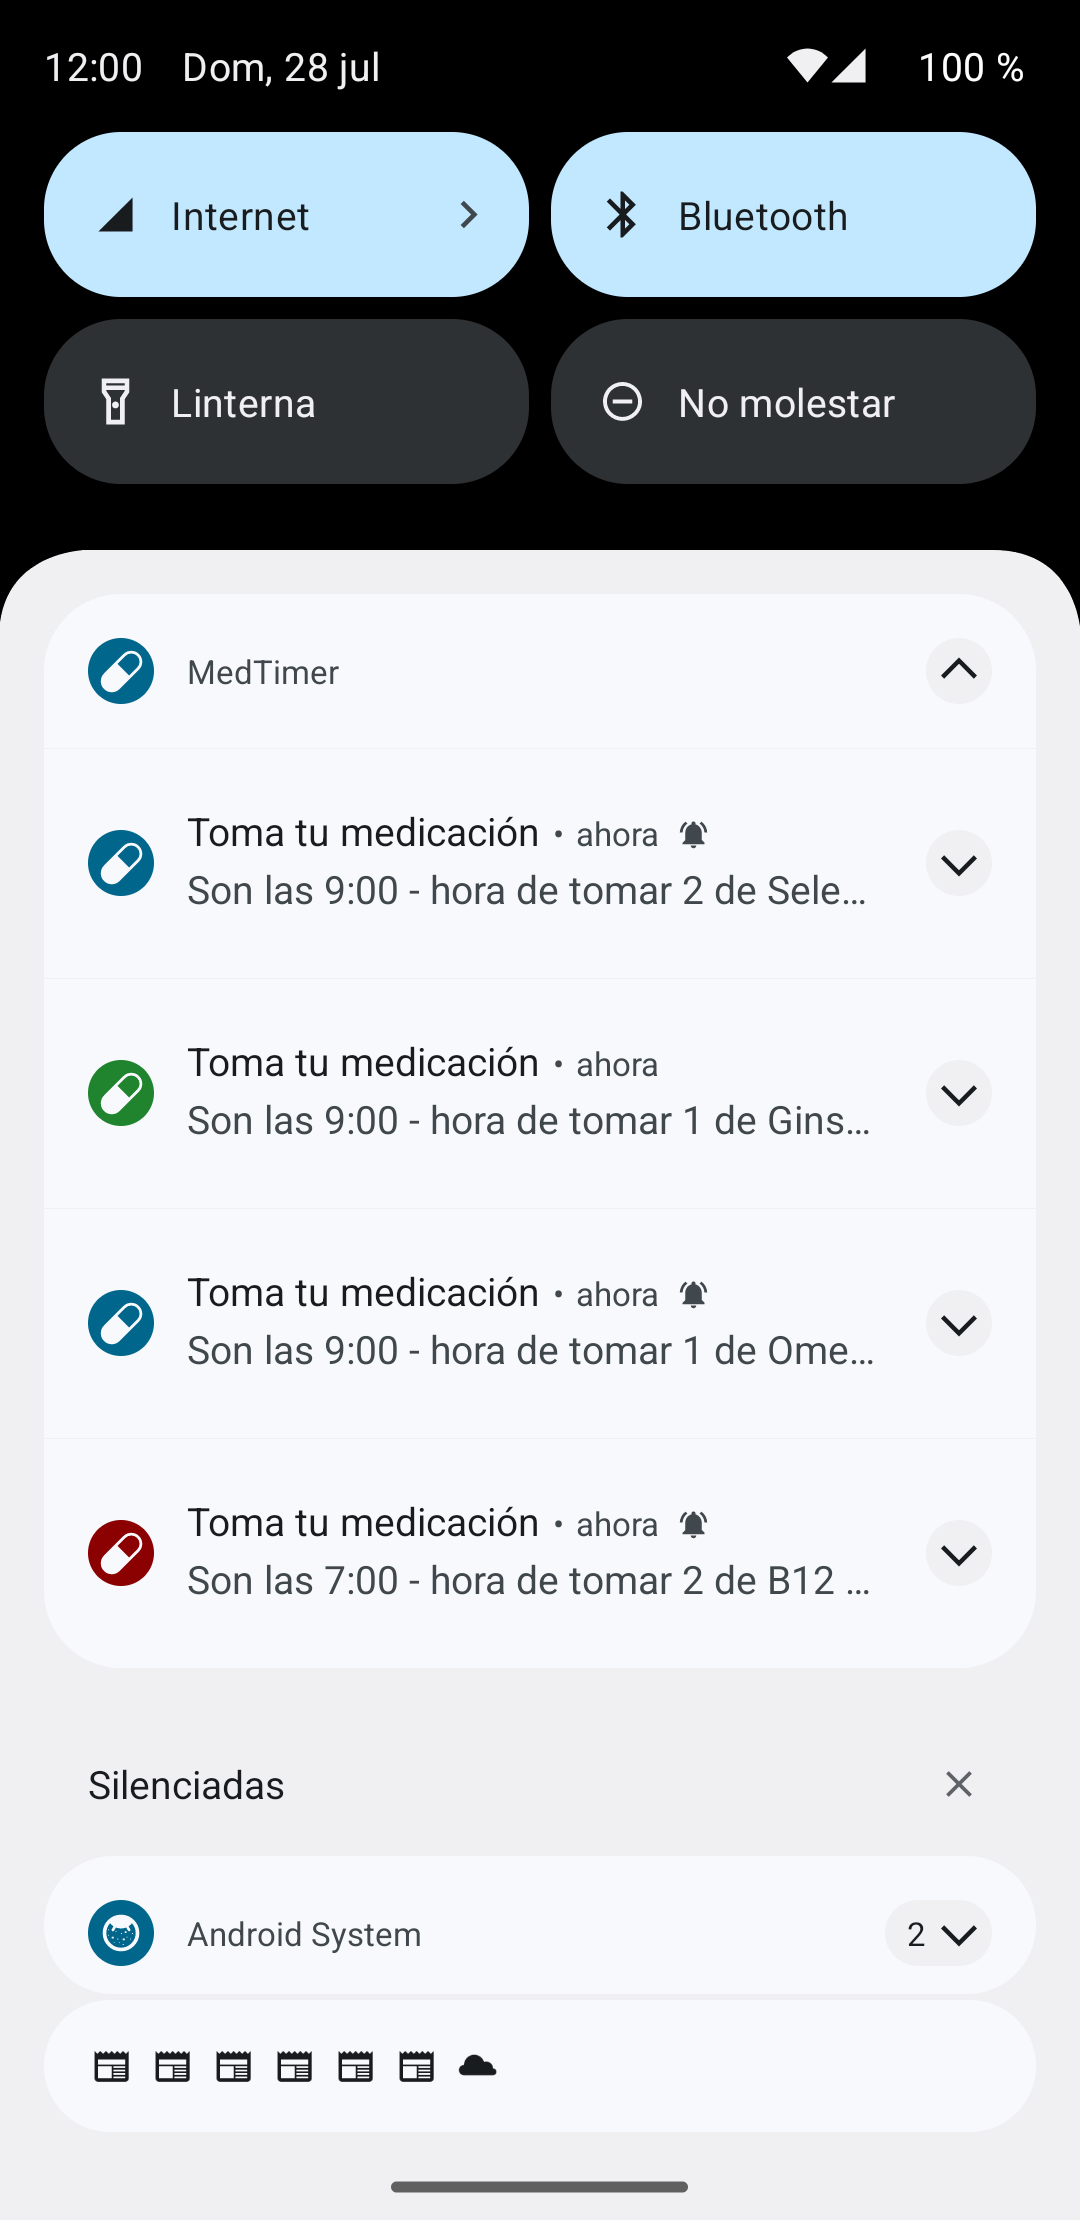 12:00 Dom, 28 jul 100 %
Internet
Bluetooth
Linterna
No molestar
MedTimer
Toma tu medicación • ahora
Son las 9:00 - hora de tomar 2 de Sele...
Toma tu medicación • ahora
Son las 9:00 - hora de tomar 1 de Gins...
Toma tu medicación • ahora
Son las 9:00 - hora de tomar 1 de Ome...
Toma tu medicación • ahora
Son las 7:00 - hora de tomar 2 de B12 ...
Silenciadas
Android System 2